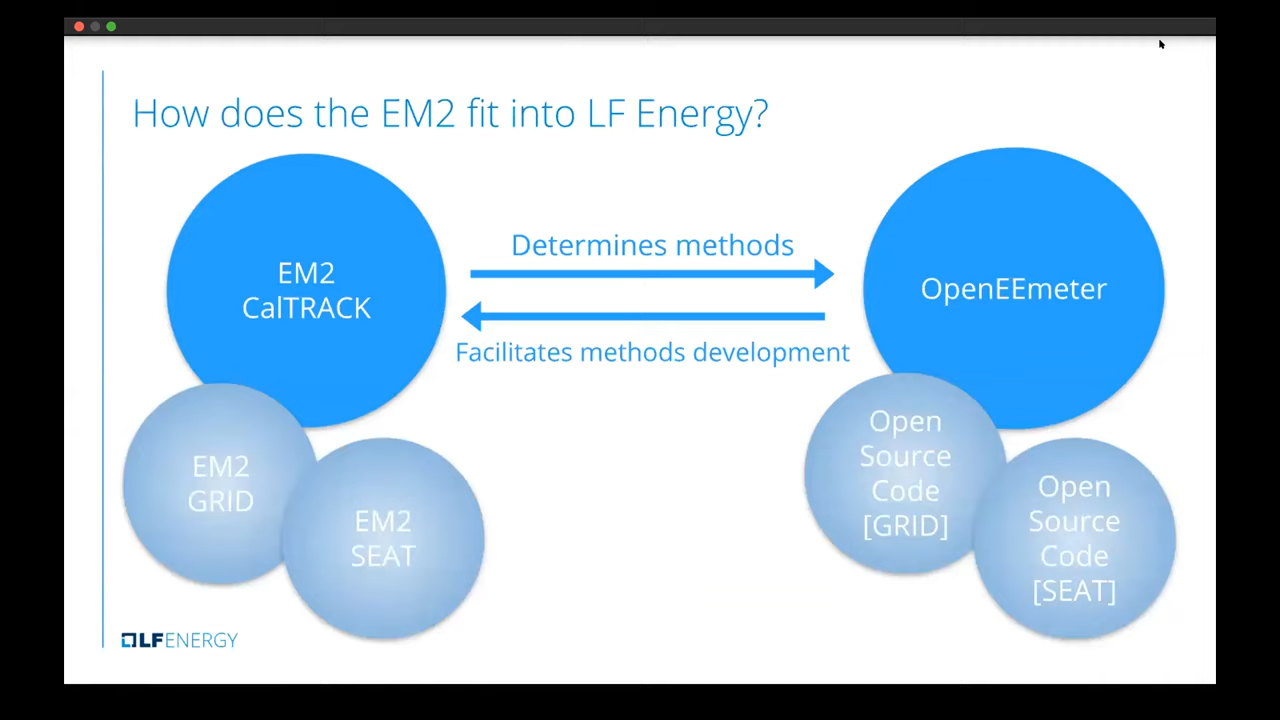 How does the EM2 fit into LF Energy?
EM2
CalTRACK
Determines methods
Facilitates methods development
OpenEEmeter
EM2
GRID
EM2
SEAT
Open
Source
Code
[GRID]
Open
Source
Code
[SEAT]
LFENERGY